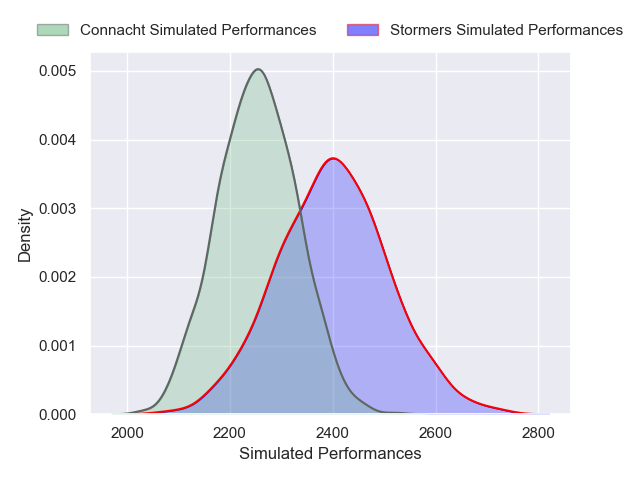 Connacht Simulated Performances
Stormers Simulated Performances
0.005
0.004
0.003
0.002
0.001
0.000
Density
2000
2200
2400
2600
2800
Simulated Performances